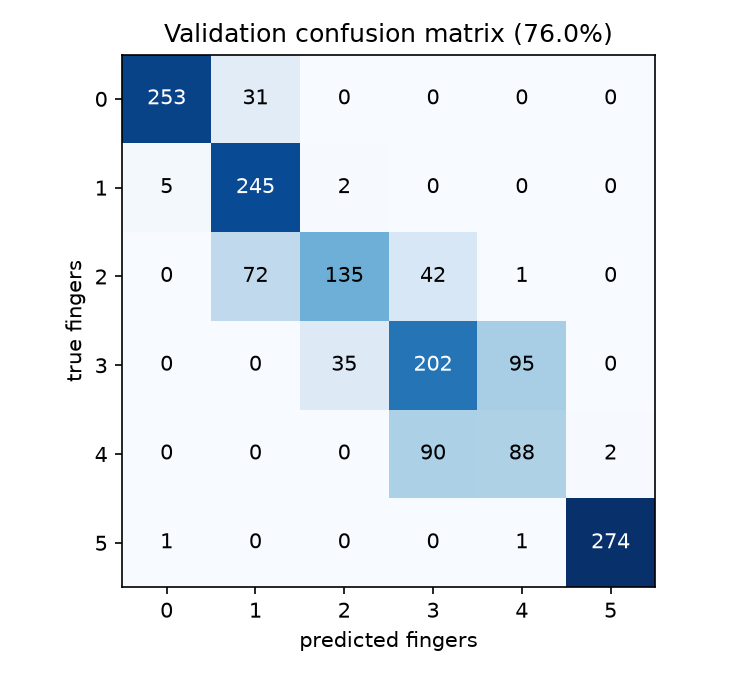 Validation confusion matrix (76.0%)
0 253 31 0 0 0 0
1 5 245 2 0 0 0
2 0 72 135 42 1 0
3 0 0 35 202 95 0
4 0 0 0 90 88 2
5 1 0 0 0 1 274
0 1 2 3 4 5
predicted fingers
true fingers